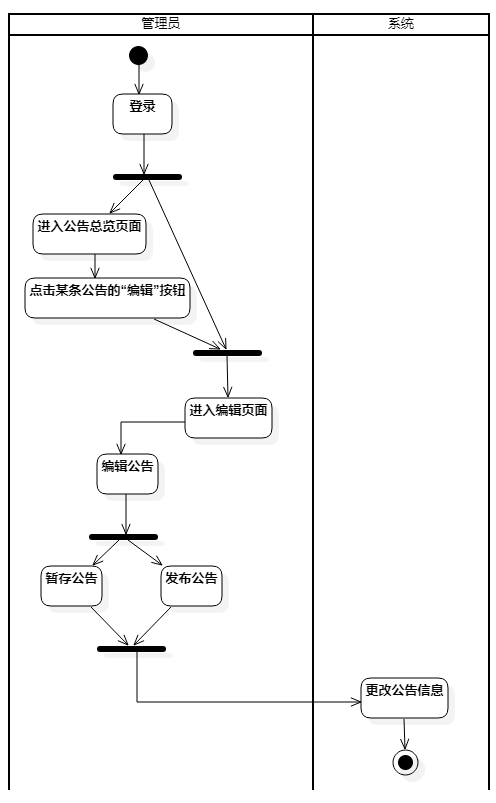 管理员
系统
登录
进入公告总览页面
点击某条公告的“编辑”按钮
进入编辑页面
编辑公告
暂存公告
发布公告
更改公告信息